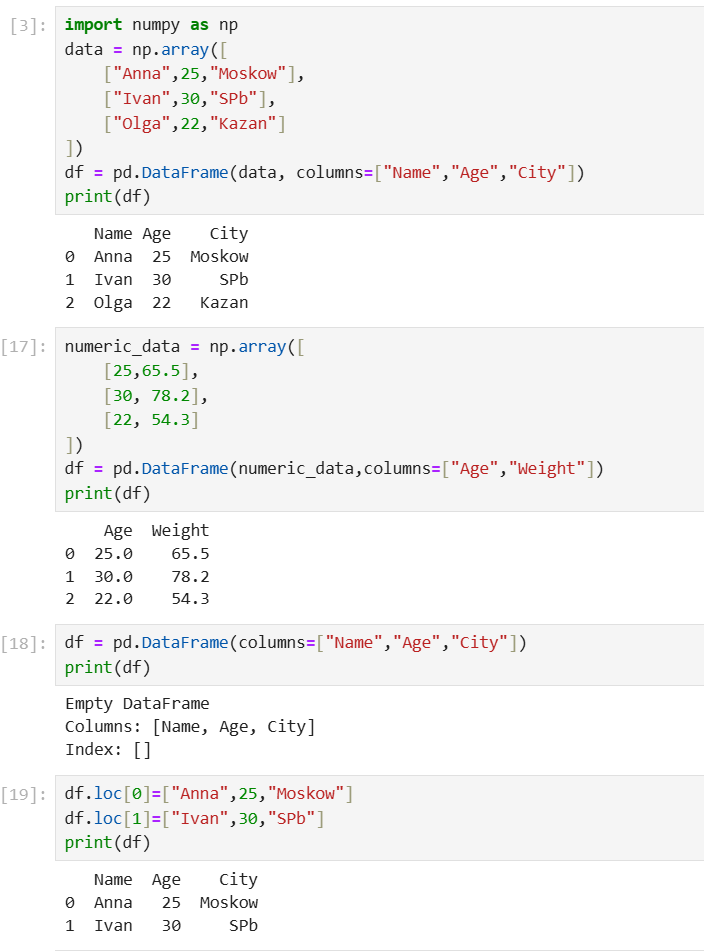 [3]: import numpy as np
data = np.array([
    ["Anna",25,"Moskow"],
    ["Ivan",30,"SPb"],
    ["Olga",22,"Kazan"]
])
df = pd.DataFrame(data, columns=["Name","Age","City"])
print(df)
   Name Age    City
0  Anna  25  Moskow
1  Ivan  30     SPb
2  Olga  22   Kazan
[17]: numeric_data = np.array([
    [25,65.5],
    [30, 78.2],
    [22, 54.3]
])
df = pd.DataFrame(numeric_data,columns=["Age","Weight"])
print(df)
    Age  Weight
0  25.0    65.5
1  30.0    78.2
2  22.0    54.3
[18]: df = pd.DataFrame(columns=["Name","Age","City"])
print(df)
Empty DataFrame
Columns: [Name, Age, City]
Index: []
[19]: df.loc[0]=["Anna",25,"Moskow"]
df.loc[1]=["Ivan",30,"SPb"]
print(df)
   Name  Age    City
0  Anna   25  Moskow
1  Ivan   30     SPb